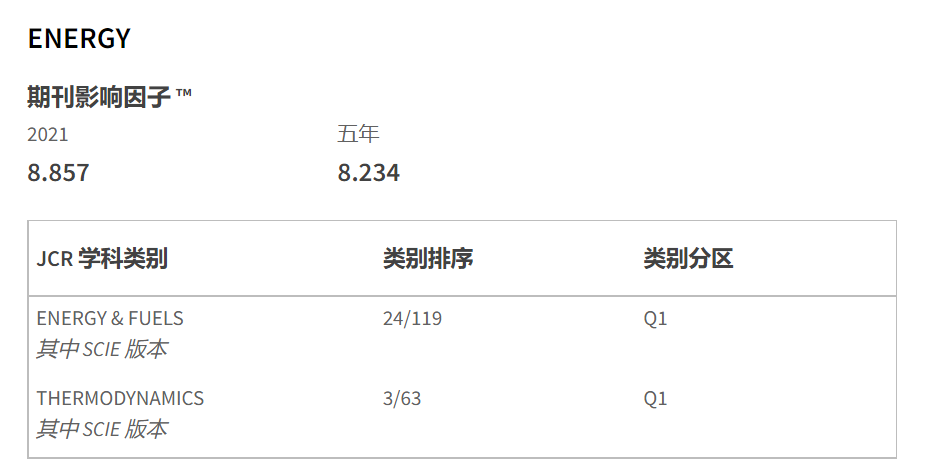 ENERGY
期刊影响因子 ™
2021 五年
8.857 8.234
JCR 学科类别 类别排序 类别分区
ENERGY & FUELS 24/119 Q1
其中 SCIE 版本
THERMODYNAMICS 3/63 Q1
其中 SCIE 版本